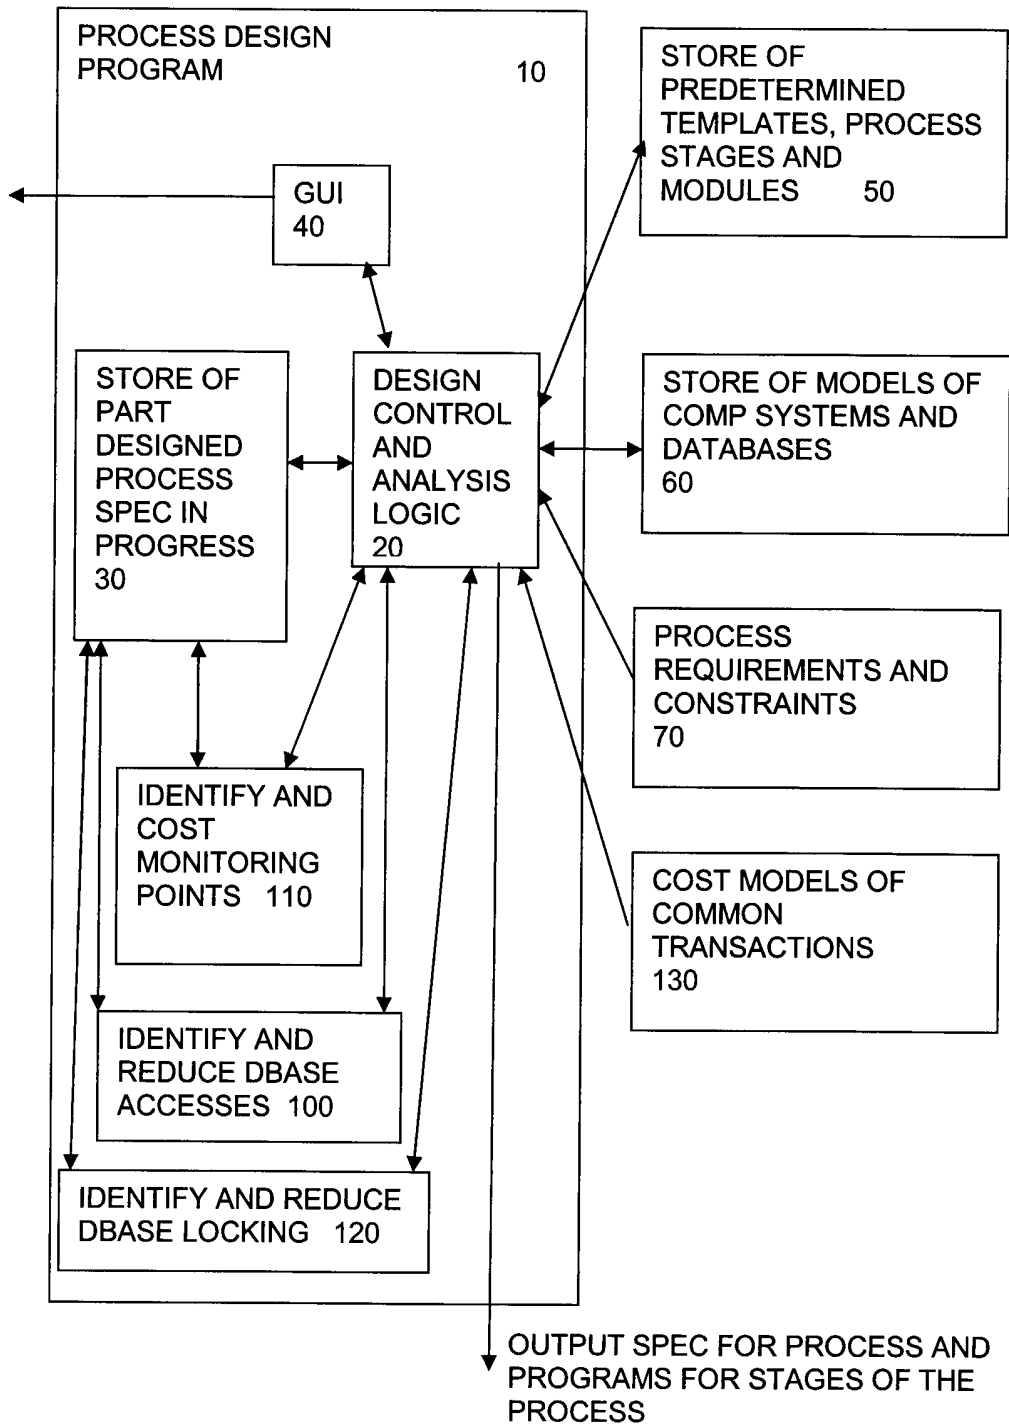 PROCESS DESIGN
PROGRAM 10
STORE OF
PREDETERMINED
TEMPLATES, PROCESS
STAGES AND
MODULES 50
GUI
40
STORE OF
PART
DESIGNED
PROCESS
SPEC IN
PROGRESS
30
DESIGN
CONTROL
AND
ANALYSIS
LOGIC
20
STORE OF MODELS OF
COMP SYSTEMS AND
DATABASES
60
PROCESS
REQUIREMENTS AND
CONSTRAINTS
70
IDENTIFY AND
COST
MONITORING
POINTS 110
COST MODELS OF
COMMON
TRANSACTIONS
130
IDENTIFY AND
REDUCE DBASE
ACCESSES 100
IDENTIFY AND REDUCE
DBASE LOCKING 120
OUTPUT SPEC FOR PROCESS AND
PROGRAMS FOR STAGES OF THE
PROCESS